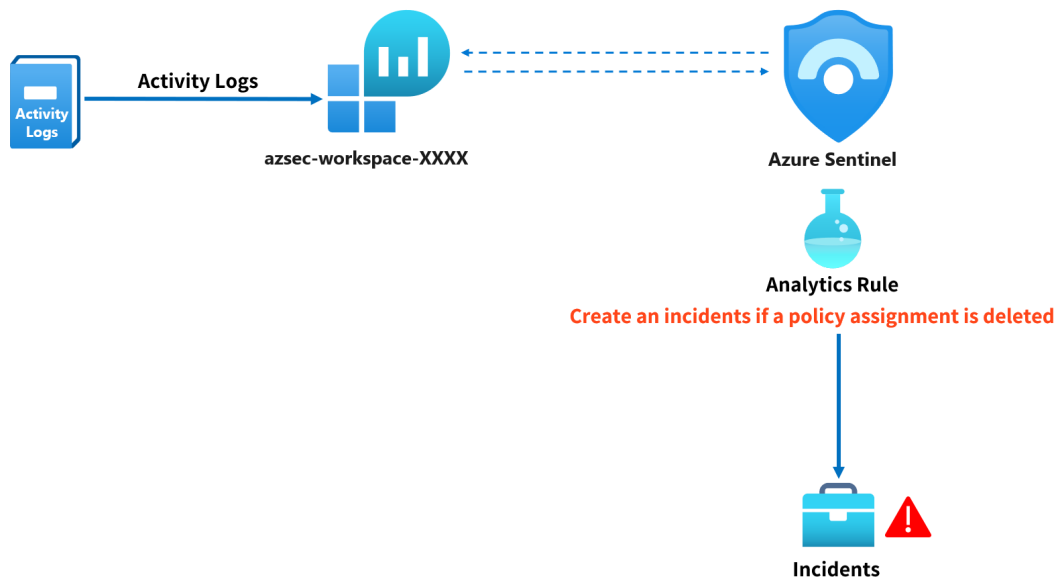 Activity Logs
Activity
Logs
azsec-workspace-XXXX
Azure Sentinel
Analytics Rule
Create an incidents if a policy assignment is deleted
Incidents